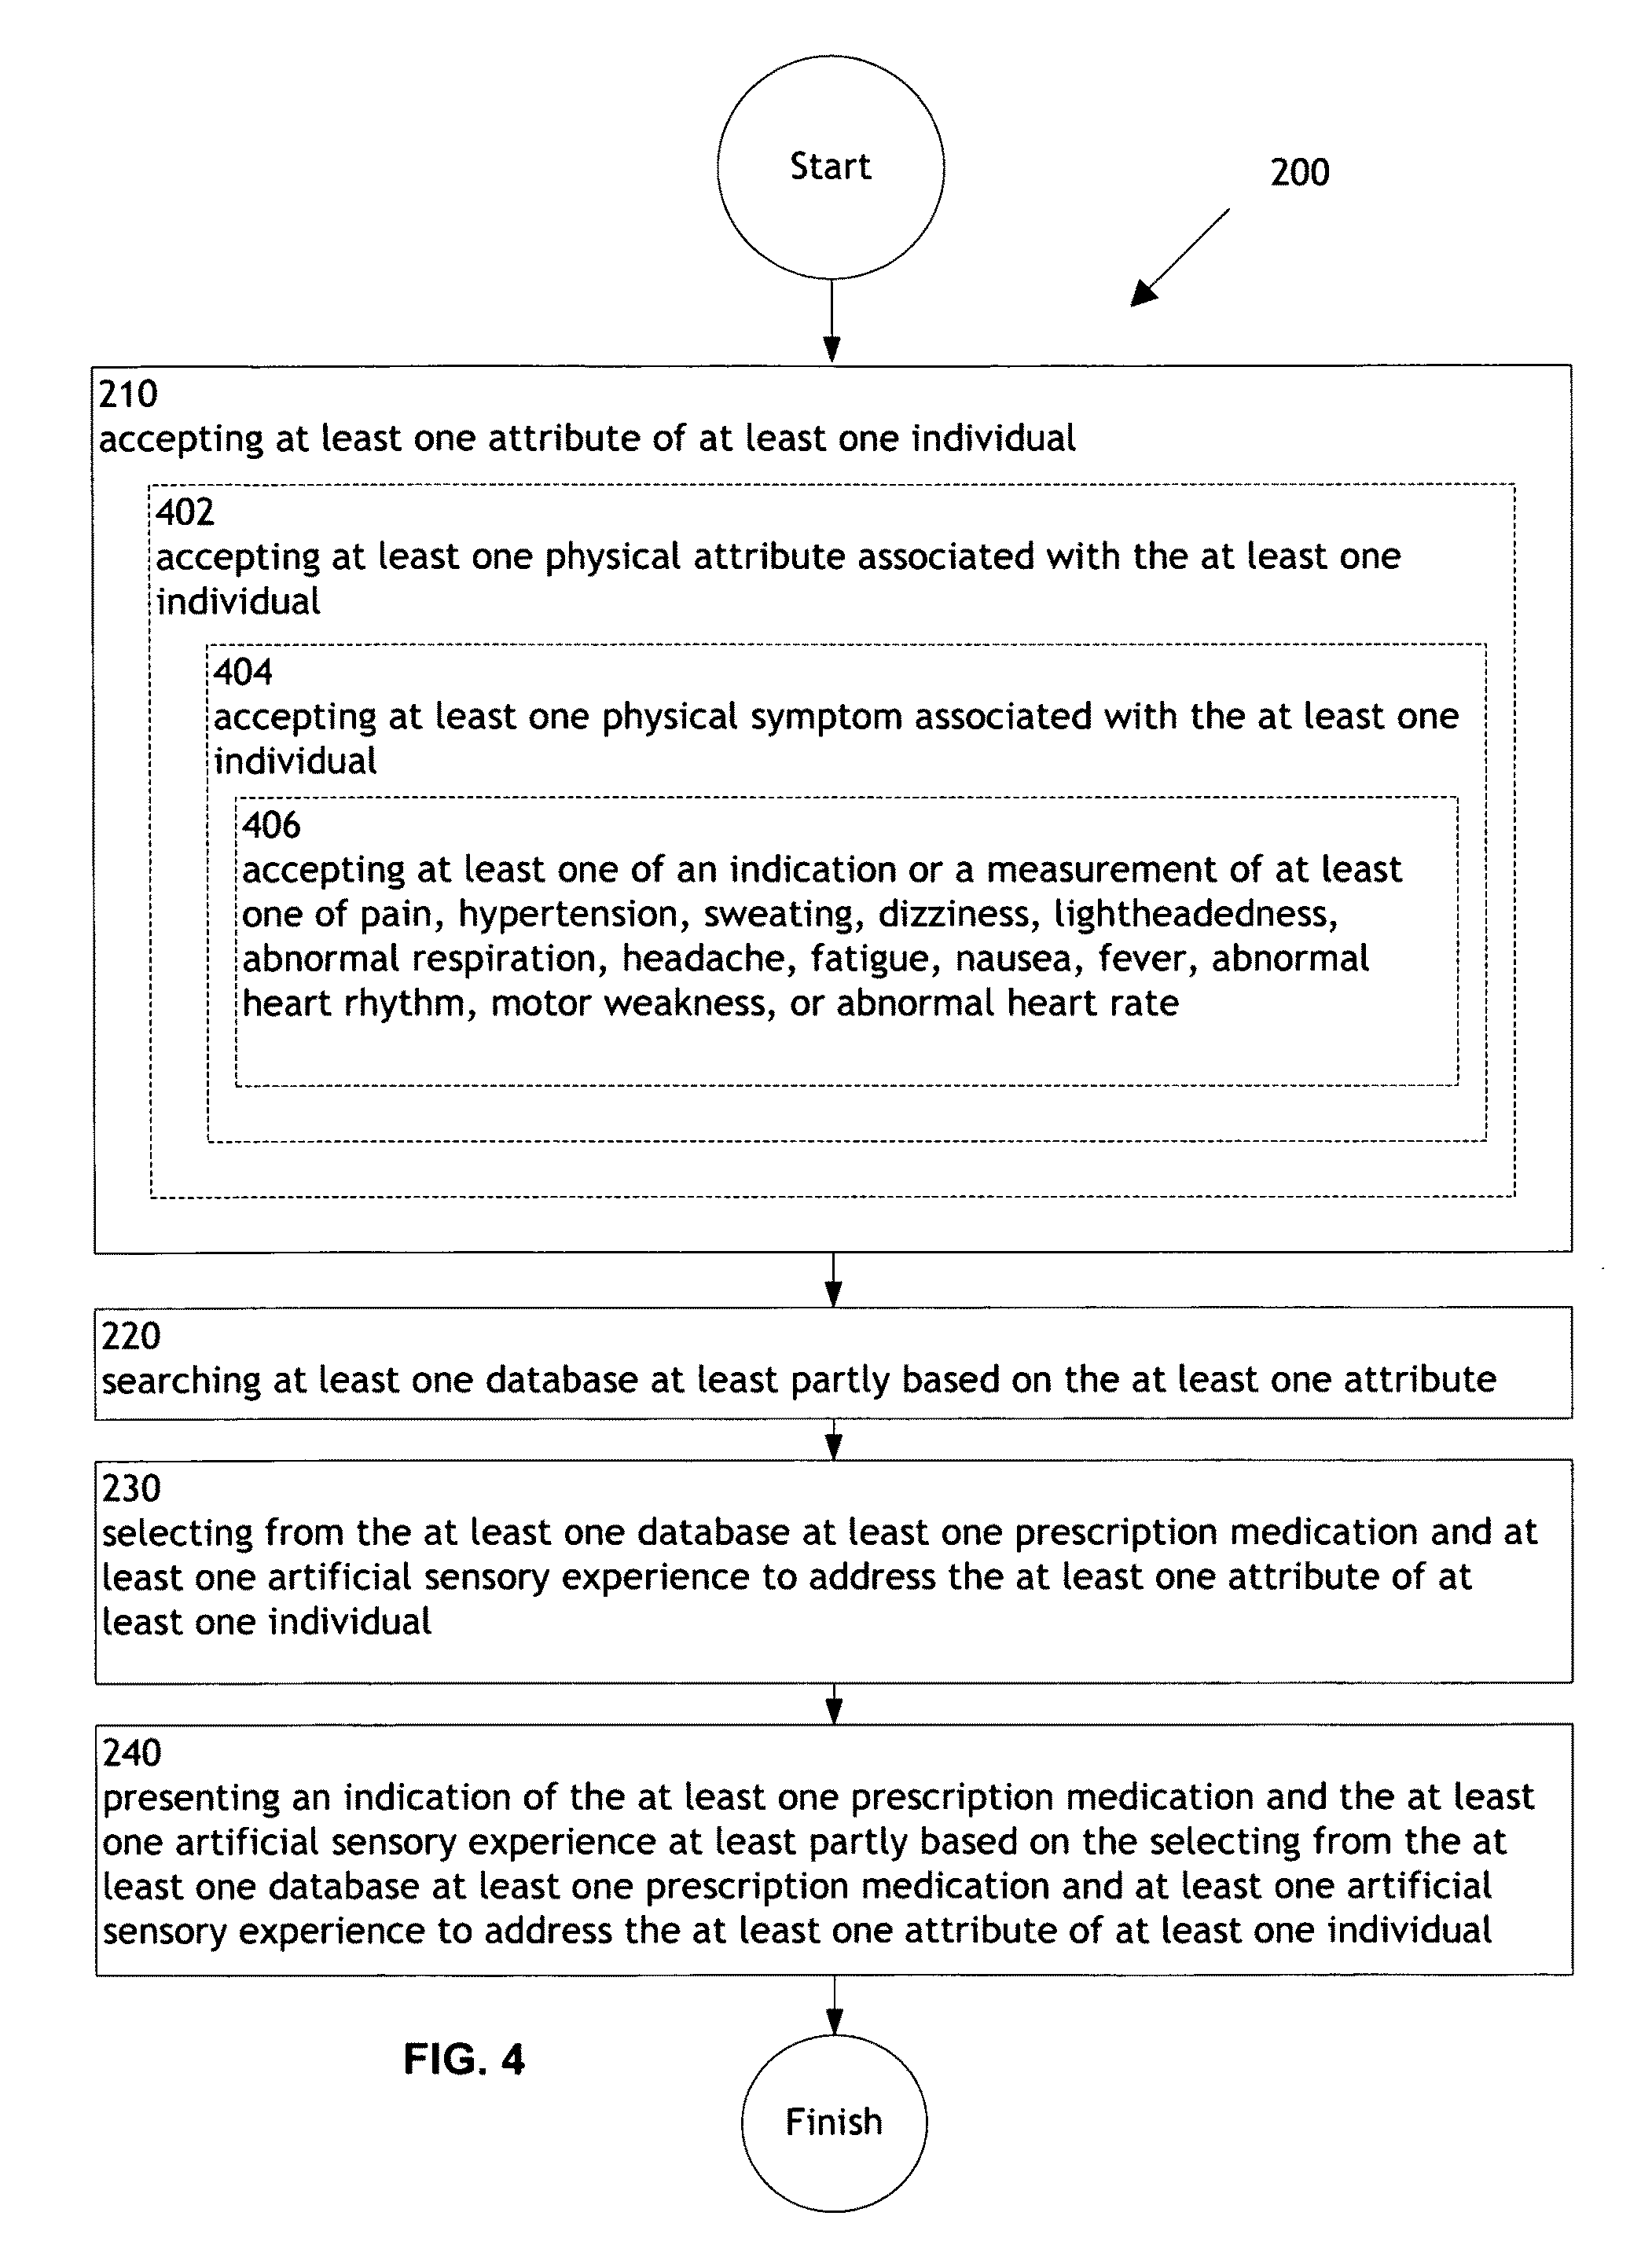 Start
200
210
accepting at least one attribute of at least one individual
402
accepting at least one physical attribute associated with the at least one
individual
404
accepting at least one physical symptom associated with the at least one
individual
406
accepting at least one of an indication or a measurement of at least
one of pain, hypertension, sweating, dizziness, lightheadedness,
abnormal respiration, headache, fatigue, nausea, fever, abnormal
heart rhythm, motor weakness, or abnormal heart rate
220
searching at least one database at least partly based on the at least one attribute
230
selecting from the at least one database at least one prescription medication and at
least one artificial sensory experience to address the at least one attribute of at
least one individual
240
presenting an indication of the at least one prescription medication and the at least
one artificial sensory experience at least partly based on the selecting from the at
least one database at least one prescription medication and at least one artificial
sensory experience to address the at least one attribute of at least one individual
FIG. 4
Finish